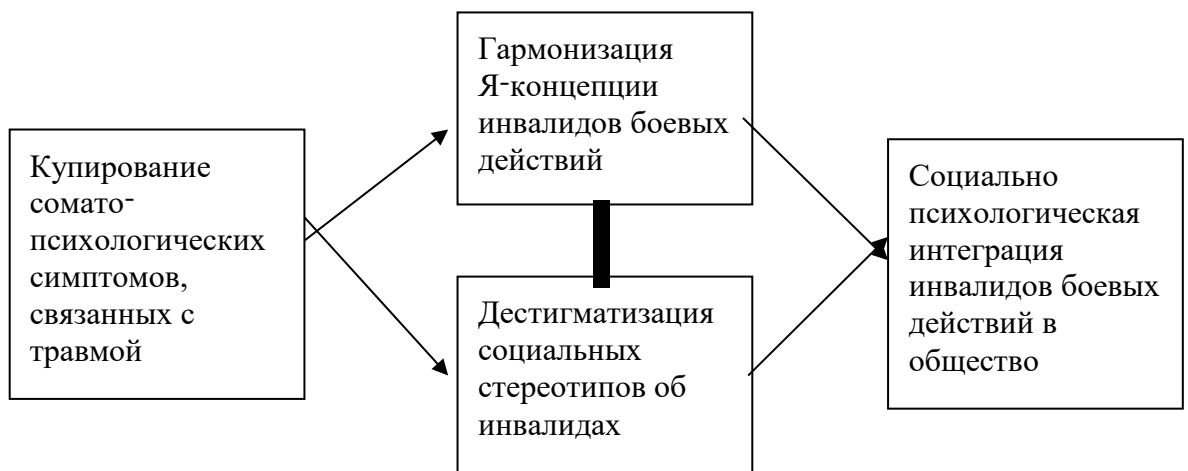 Купирование
сомато-
психологических
симптомов,
связанных с
травмой
Гармонизация
Я-концепции
инвалидов боевых
действий
Дестигматизация
социальных
стереотипов об
инвалидах
Социально
психологическая
интеграция
инвалидов боевых
действий в
общество